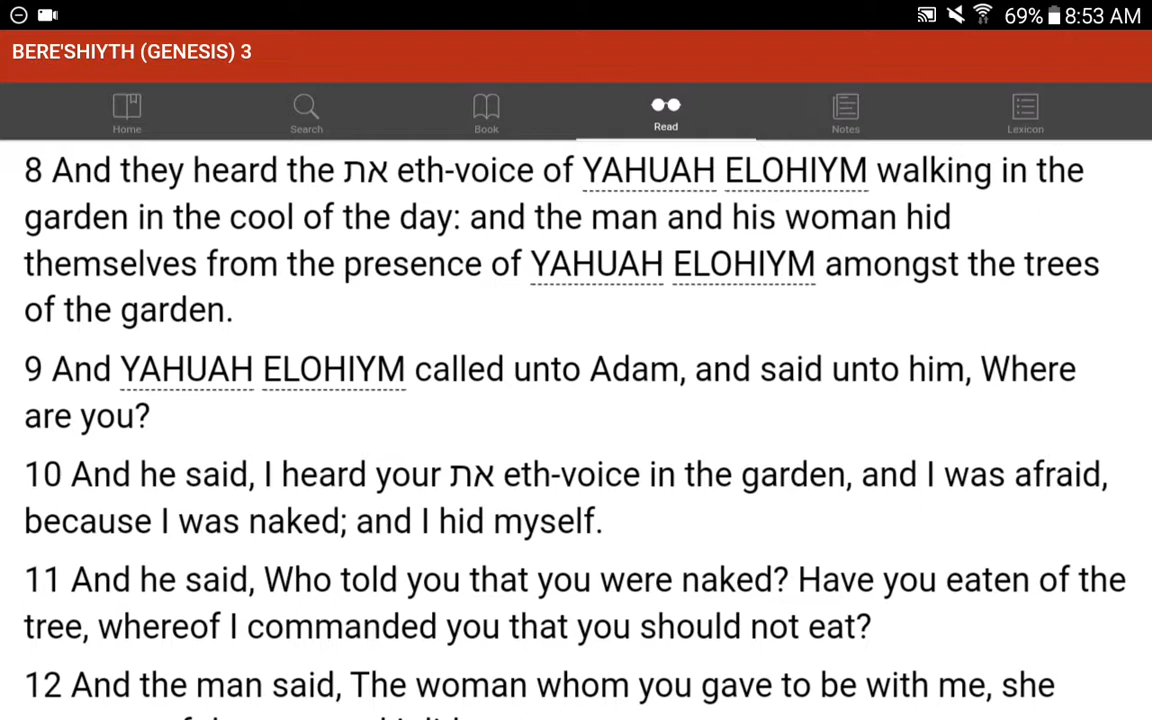 69% 8:53 AM
BERE'SHIYTH (GENESIS) 3
Home Search Book Read Notes Lexicon
8 And they heard the את eth-voice of YAHUAH ELOHIYM walking in the
garden in the cool of the day: and the man and his woman hid
themselves from the presence of YAHUAH ELOHIYM amongst the trees
of the garden.
9 And YAHUAH ELOHIYM called unto Adam, and said unto him, Where
are you?
10 And he said, I heard your את eth-voice in the garden, and I was afraid,
because I was naked; and I hid myself.
11 And he said, Who told you that you were naked? Have you eaten of the
tree, whereof I commanded you that you should not eat?
12 And the man said, The woman whom you gave to be with me, she